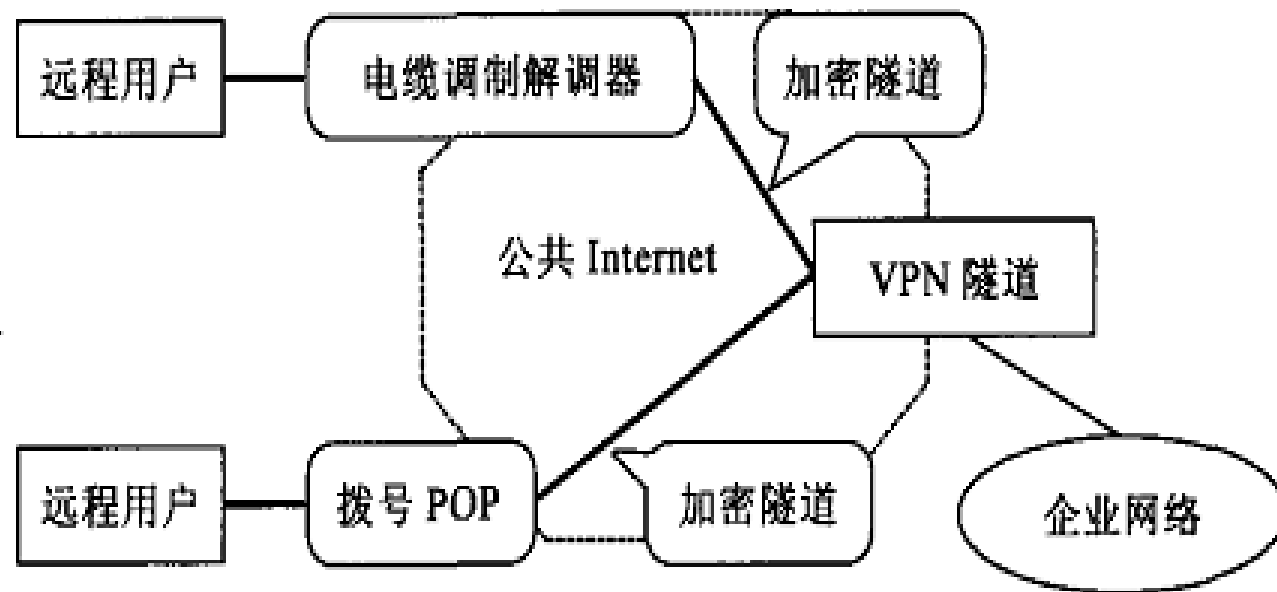 远程用户
电缆调制解调器
加密隧道
公共 Internet
VPN 隧道
远程用户
拨号 POP
加密隧道
企业网络